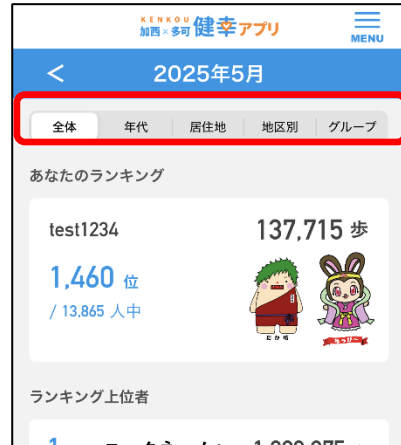 KENKOU
加西×多可 健幸アプリ
MENU
< 2025年5月
全体 年代 居住地 地区別 グループ
あなたのランキング
test1234
137,715 歩
1,460 位
/ 13,865 人中
ランキング上位者